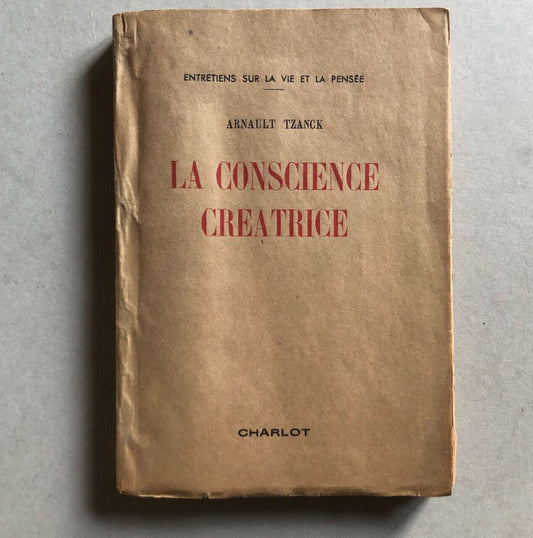 ENTRETIENS SUR LA VIE ET LA PENSÉE
ARNAULT TZANCK
LA CONSCIENCE
CREATRICE
CHARLOT